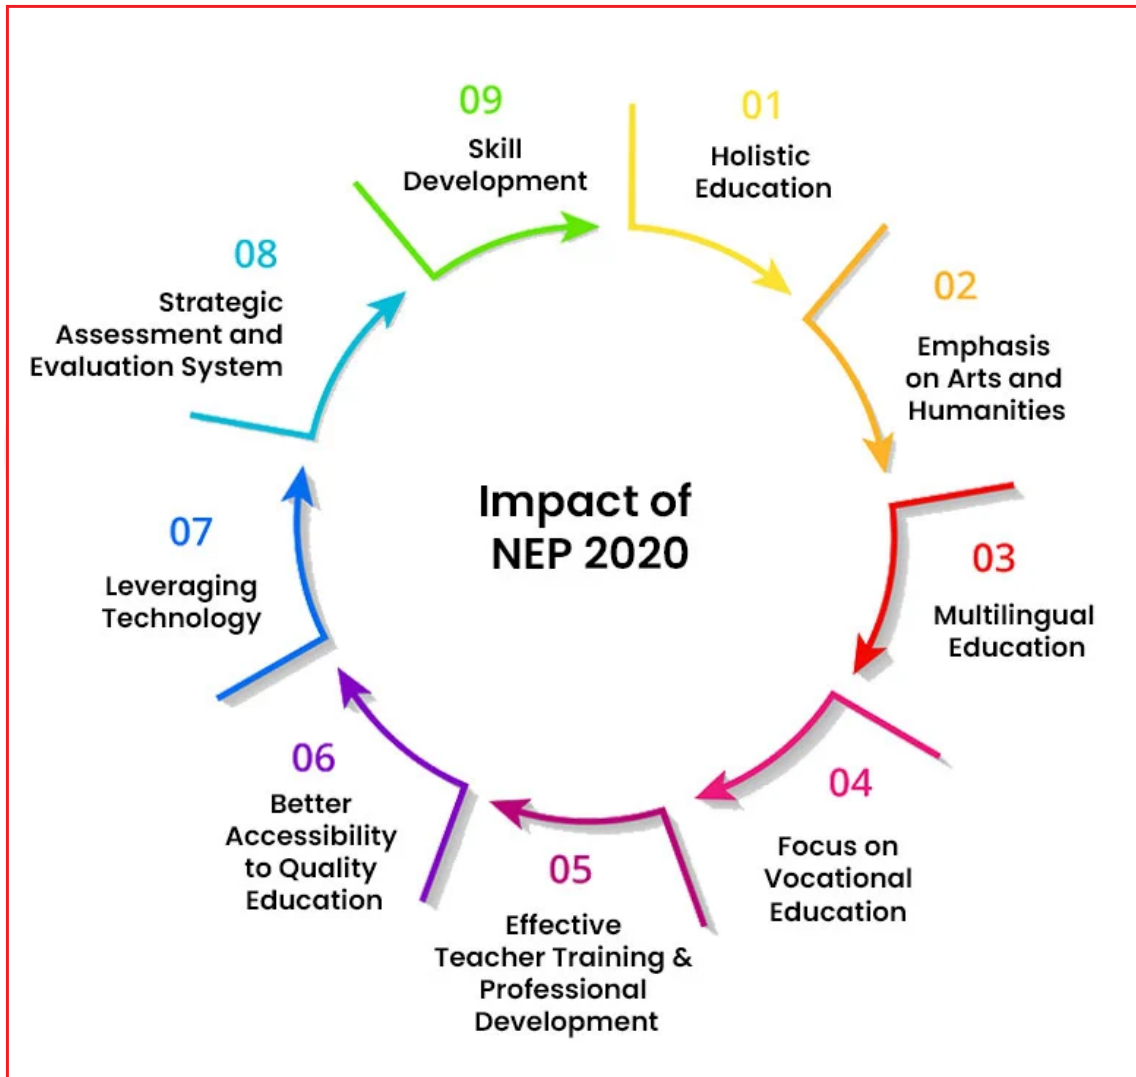 Impact of
NEP 2020
01
Holistic
Education
02
Emphasis
on Arts and
Humanities
03
Multilingual
Education
04
Focus on
Vocational
Education
05
Effective
Teacher Training &
Professional
Development
06
Better
Accessibility
to Quality
Education
07
Leveraging
Technology
08
Strategic
Assessment and
Evaluation System
09
Skill
Development